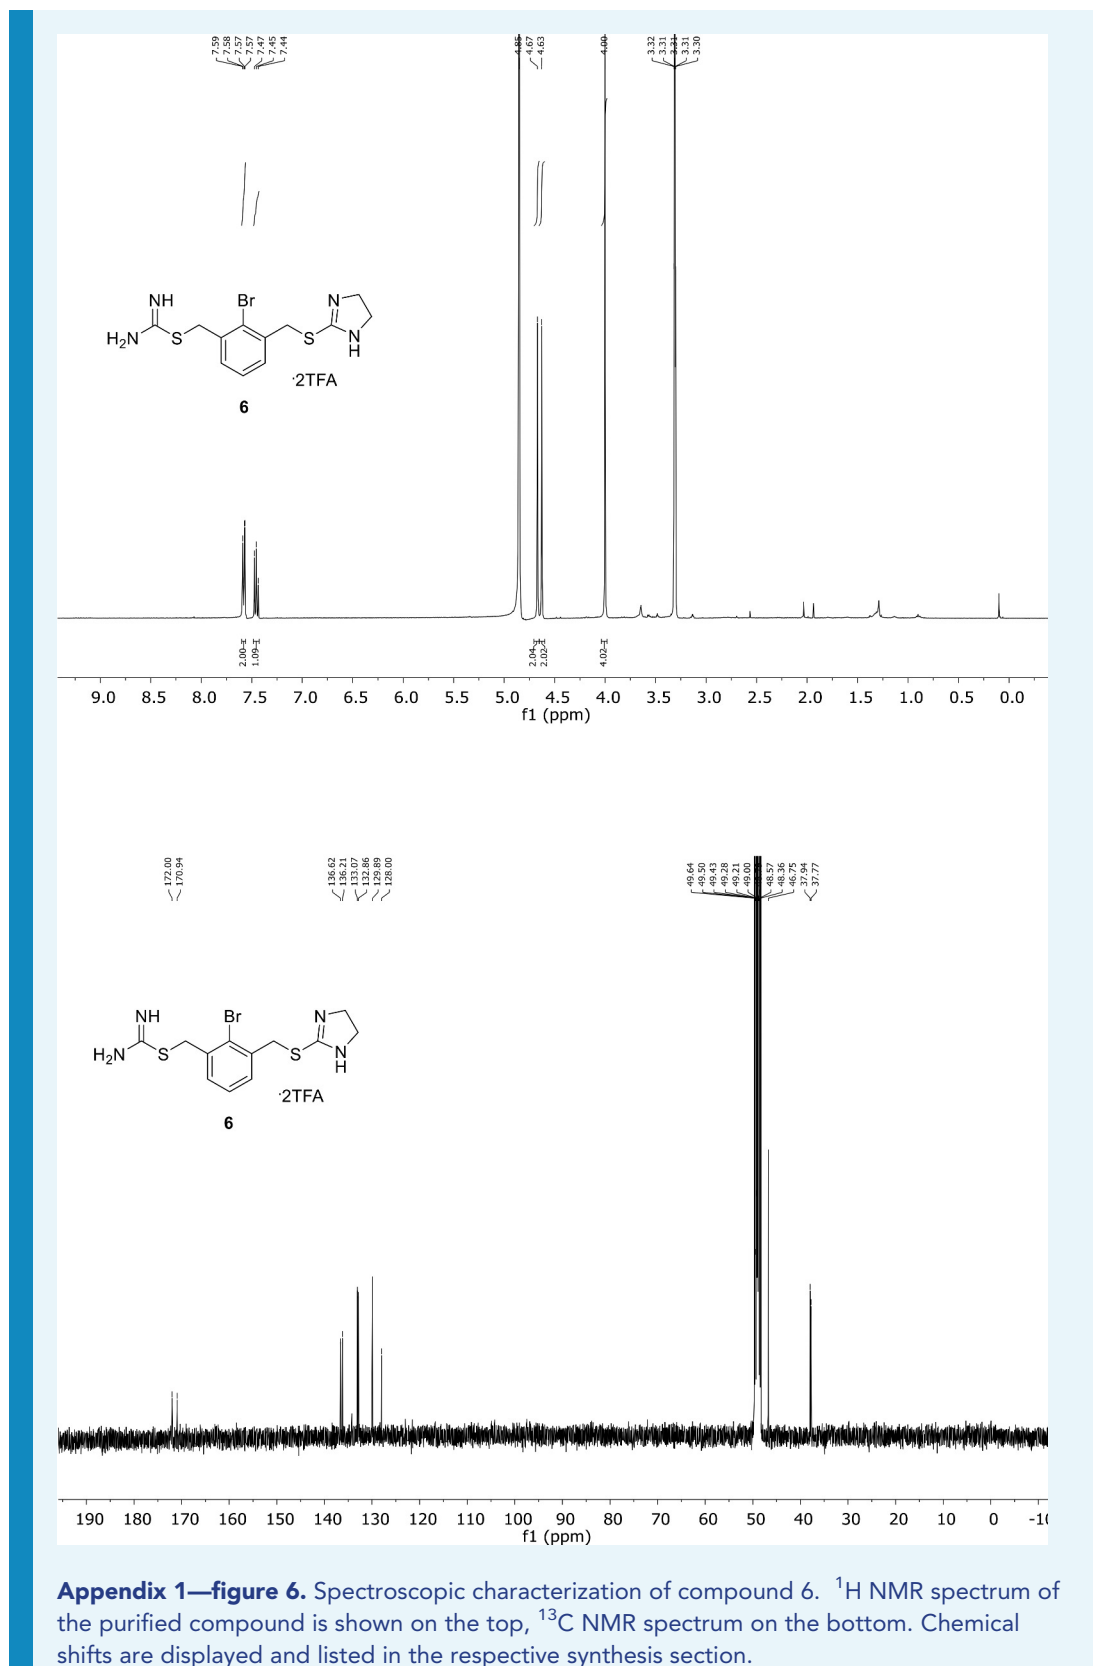 7.59
7.58
7.57
7.57
7.47
7.45
7.44
4.85
4.67
4.63
4.00
3.32
3.31
3.31
3.31
3.30
NH
Br
N
H2N
S
S
N
H
·2TFA
6
2.00
1.09
2.04
2.02
4.02
9.0 8.5 8.0 7.5 7.0 6.5 6.0 5.5 5.0 4.5 4.0 3.5 3.0 2.5 2.0 1.5 1.0 0.5 0.0
f1 (ppm)
172.00
170.94
136.62
136.21
133.07
132.86
129.89
128.00
49.64
49.50
49.43
49.28
49.21
49.00
48.57
48.36
46.75
37.94
37.77
NH
Br
N
H2N
S
S
N
H
·2TFA
6
190 180 170 160 150 140 130 120 110 100 90 80 70 60 50 40 30 20 10 0
f1 (ppm)
Appendix 1—figure 6. Spectroscopic characterization of compound 6. 1H NMR spectrum of
the purified compound is shown on the top, 13C NMR spectrum on the bottom. Chemical
shifts are displayed and listed in the respective synthesis section.